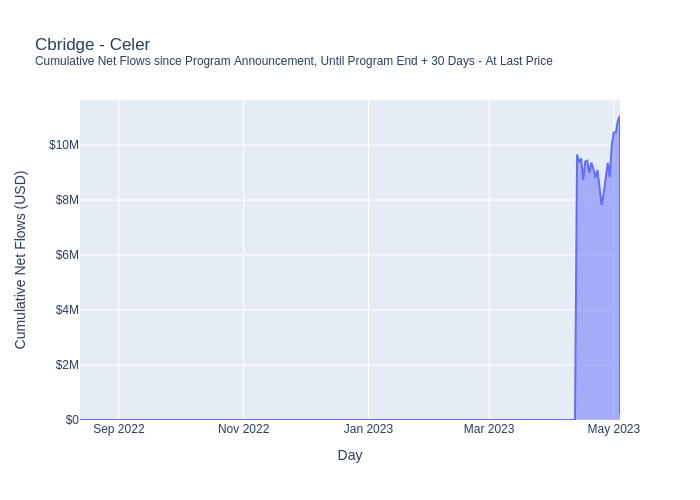 Cbridge - Celer
Cumulative Net Flows since Program Announcement, Until Program End + 30 Days - At Last Price
Cumulative Net Flows (USD)
$10M
$8M
$6M
$4M
$2M
$0
Sep 2022
Nov 2022
Jan 2023
Mar 2023
May 2023
Day